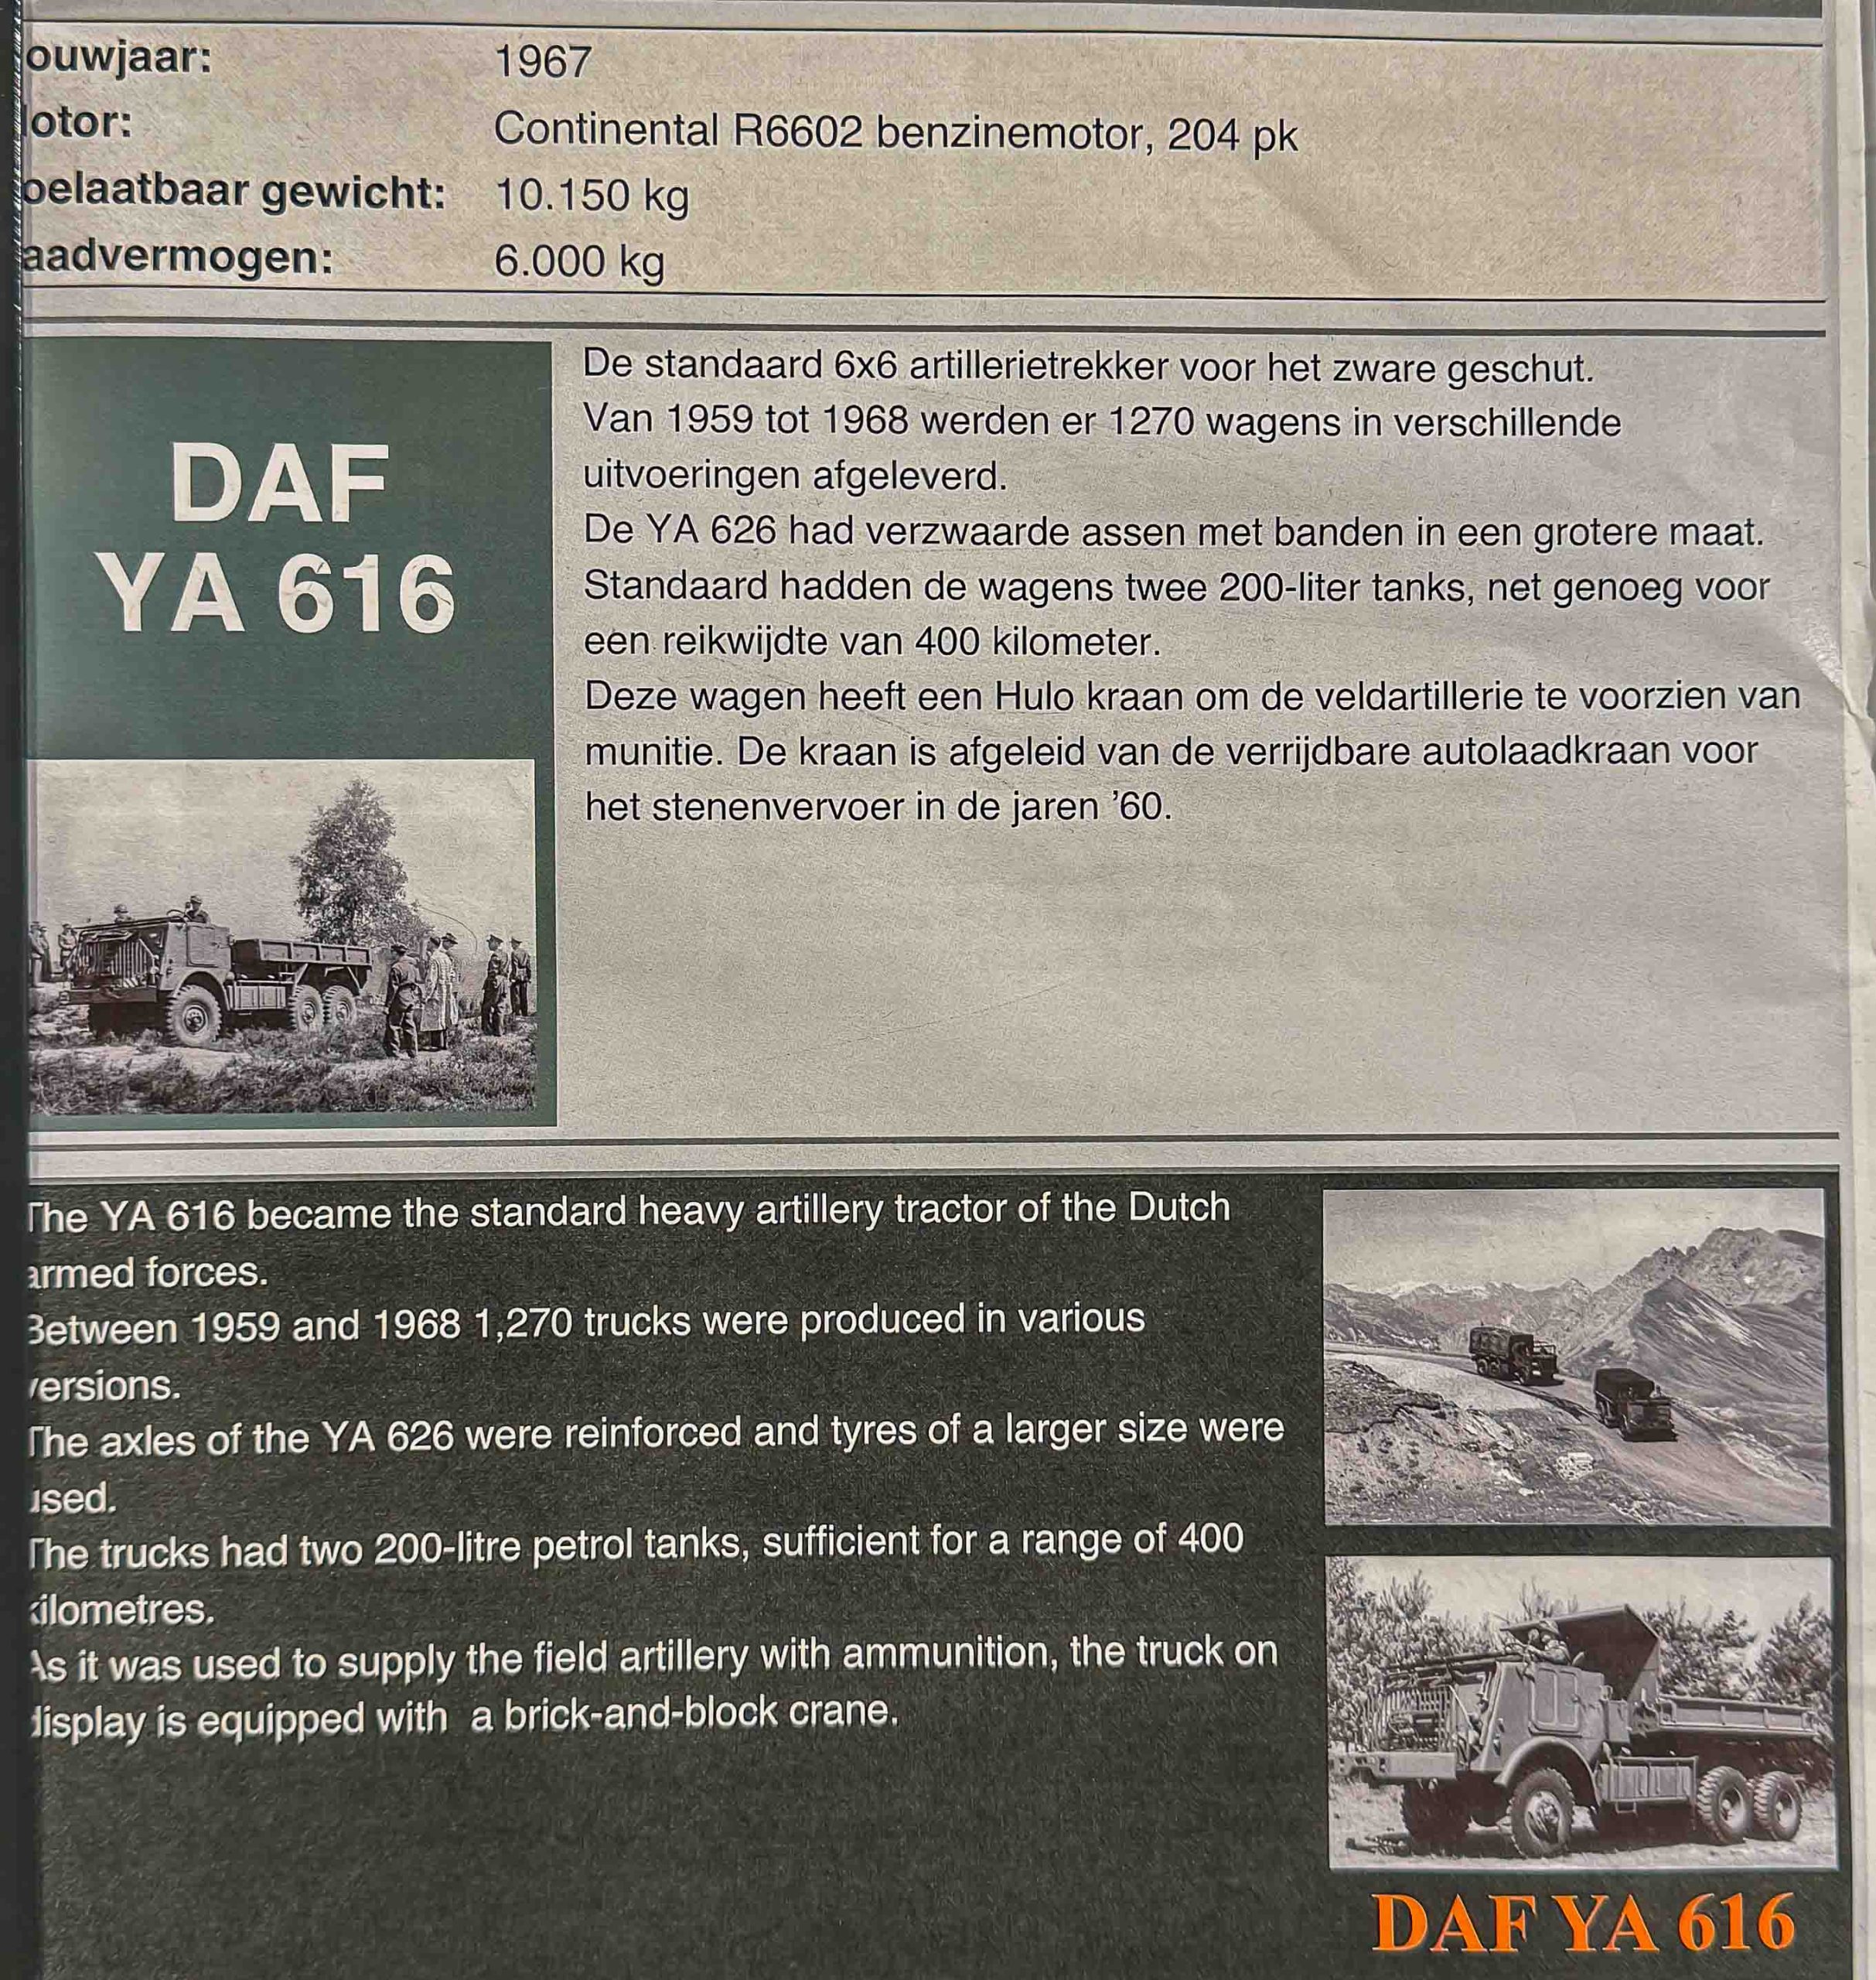 ouwjaar: 1967
otor: Continental R6602 benzinemotor, 204 pk
oelaatbaar gewicht: 10.150 kg
aadvermogen: 6.000 kg
DAF
YA 616
De standaard 6x6 artillerietrekker voor het zware geschut.
Van 1959 tot 1968 werden er 1270 wagens in verschillende
uitvoeringen afgeleverd.
De YA 626 had verzwaarde assen met banden in een grotere maat.
Standaard hadden de wagens twee 200-liter tanks, net genoeg voor
een reikwijdte van 400 kilometer.
Deze wagen heeft een Hulo kraan om de veldartillerie te voorzien van
munitie. De kraan is afgeleid van de verrijdbare autolaadkraan voor
het stenenvervoer in de jaren ’60.
The YA 616 became the standard heavy artillery tractor of the Dutch
armed forces.
Between 1959 and 1968 1,270 trucks were produced in various
versions.
The axles of the YA 626 were reinforced and tyres of a larger size were
used.
The trucks had two 200-litre petrol tanks, sufficient for a range of 400
kilometres.
As it was used to supply the field artillery with ammunition, the truck on
display is equipped with a brick-and-block crane.
DAF YA 616